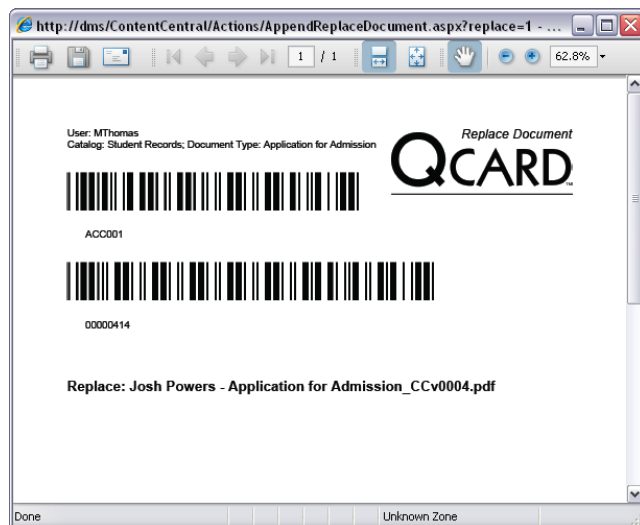 http://dms/ContentCentral/Actions/AppendReplaceDocument.aspx?replace=1 - ...
1 / 1
62.8%
User: MThomas
Catalog: Student Records; Document Type: Application for Admission
Replace Document
QCARD™
ACC001
00000414
Replace: Josh Powers - Application for Admission_CCv0004.pdf
Done
Unknown Zone